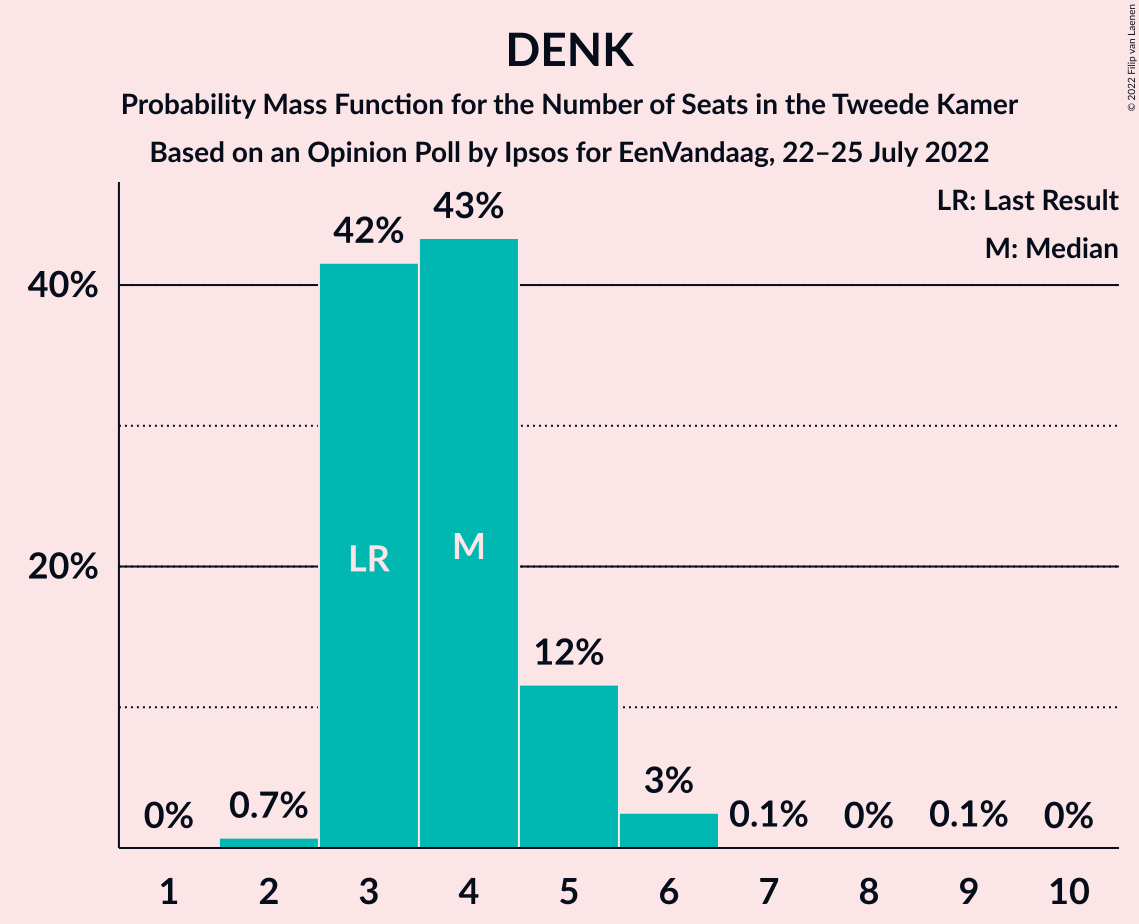 DENK
Probability Mass Function for the Number of Seats in the Tweede Kamer
Based on an Opinion Poll by Ipsos for EenVandaag, 22–25 July 2022
© 2022 Filip van Laenen
LR: Last Result
M: Median
40%
20%
0%
0.7%
42%
43%
12%
3%
0.1%
0%
0.1%
0%
LR
M
1 2 3 4 5 6 7 8 9 10